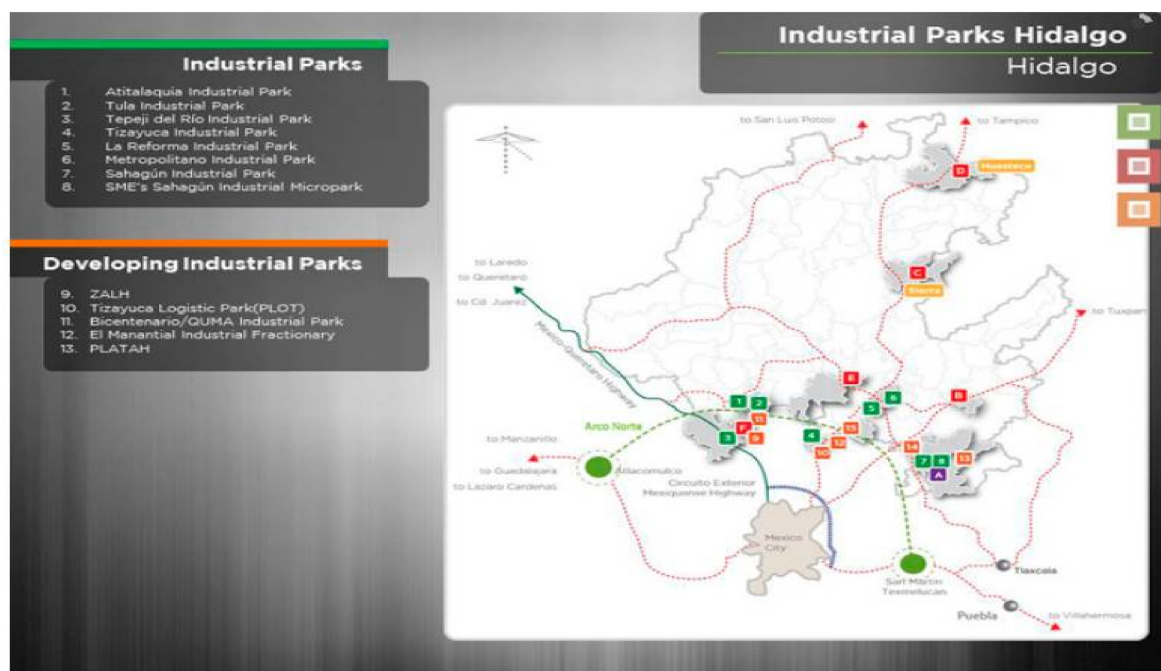 Industrial Parks Hidalgo
Hidalgo
Industrial Parks
1. Atitalaquia Industrial Park
2. Tula Industrial Park
3. Tepeji del Río Industrial Park
4. Tizayuca Industrial Park
5. La Reforma Industrial Park
6. Metropolitano Industrial Park
7. Sahagún Industrial Park
8. SME's Sahagún Industrial Micropark
Developing Industrial Parks
9. ZALH
10. Tizayuca Logistic Park(PLOT)
11. Bicentenario/QUMA Industrial Park
12. El Manantial Industrial Fractionary
13. PLATAH
to San Luis Potosi
to Tampico
D
Huasteca
C
Sierra
to Laredo
to Queretaro
to Cd. Juarez
to Tuxpan
Mexico-Queretaro Highway
E
1
2
6
B
5
11
Arco Norte
F
3
9
4
15
12
10
14
7
8
13
A
to Manzanillo
to Guadalajara
to Lazaro Cardenas
Atlacomulco
Circuito Exterior
Mexiquense Highway
Mexico
City
San Martin
Texmelucan
Tlaxcala
Puebla
to Villahermosa